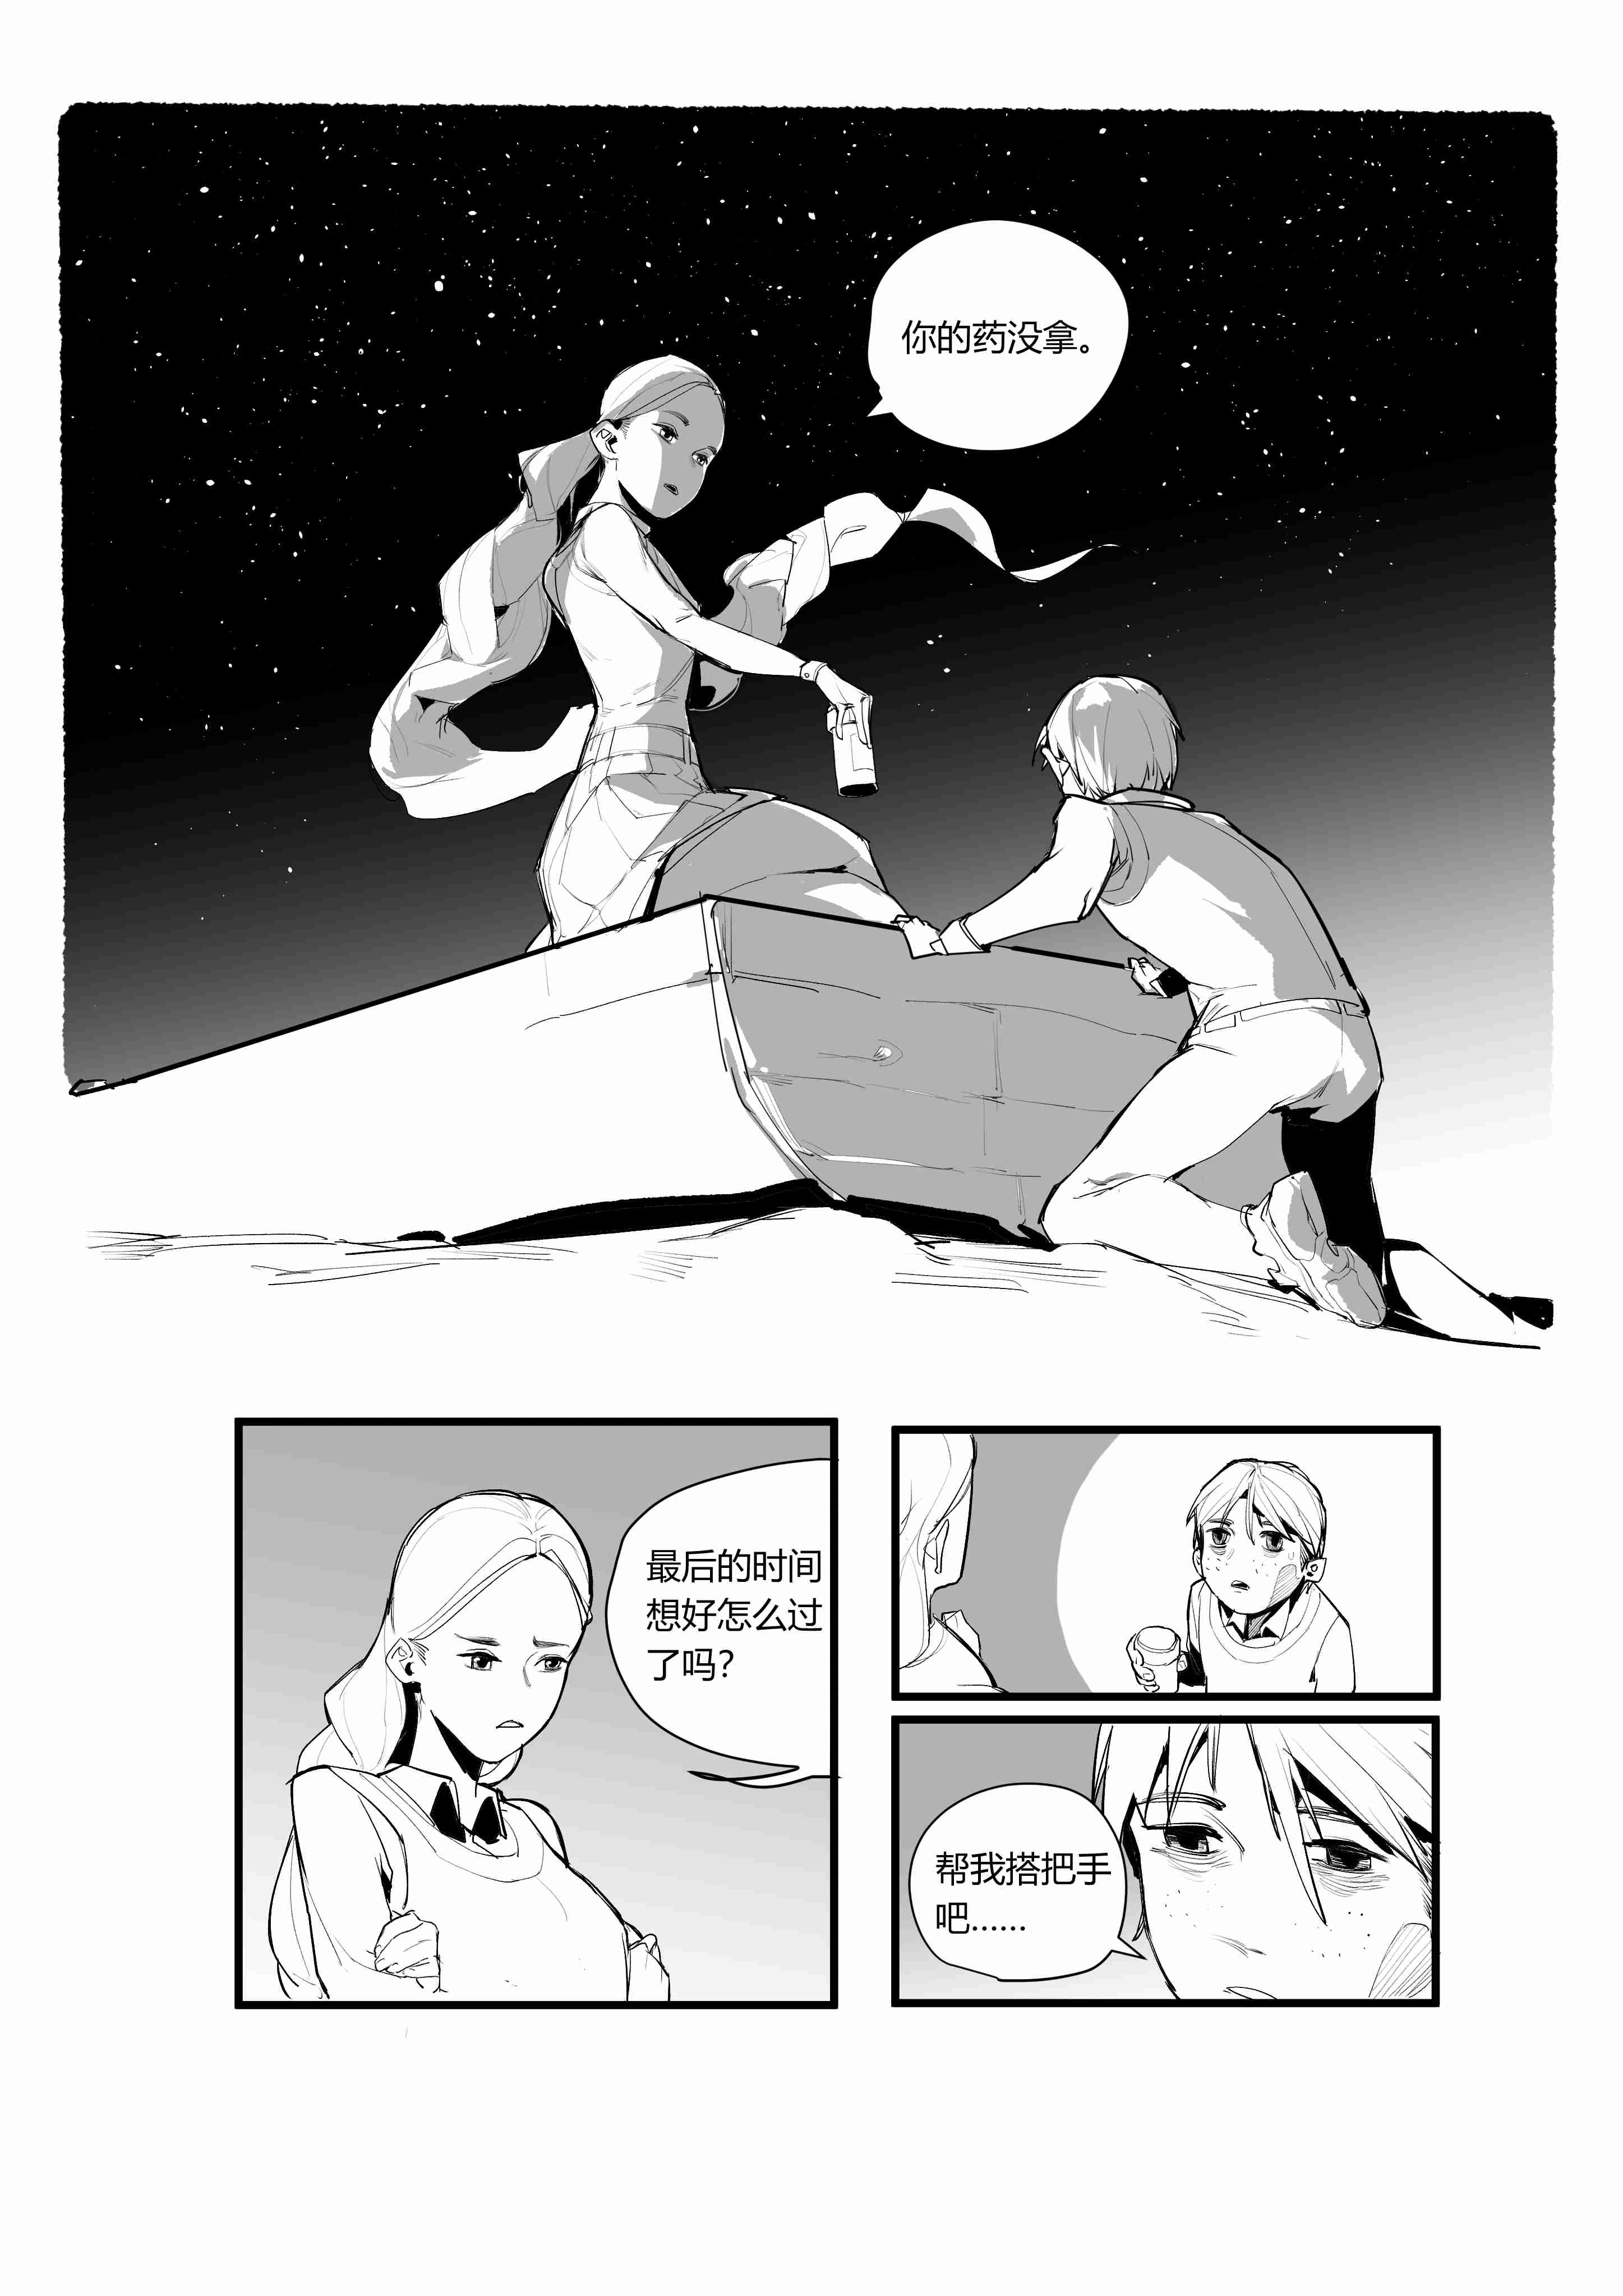 你的药没拿。
最后的时间
想好怎么过
了吗？
帮我搭把手
吧……